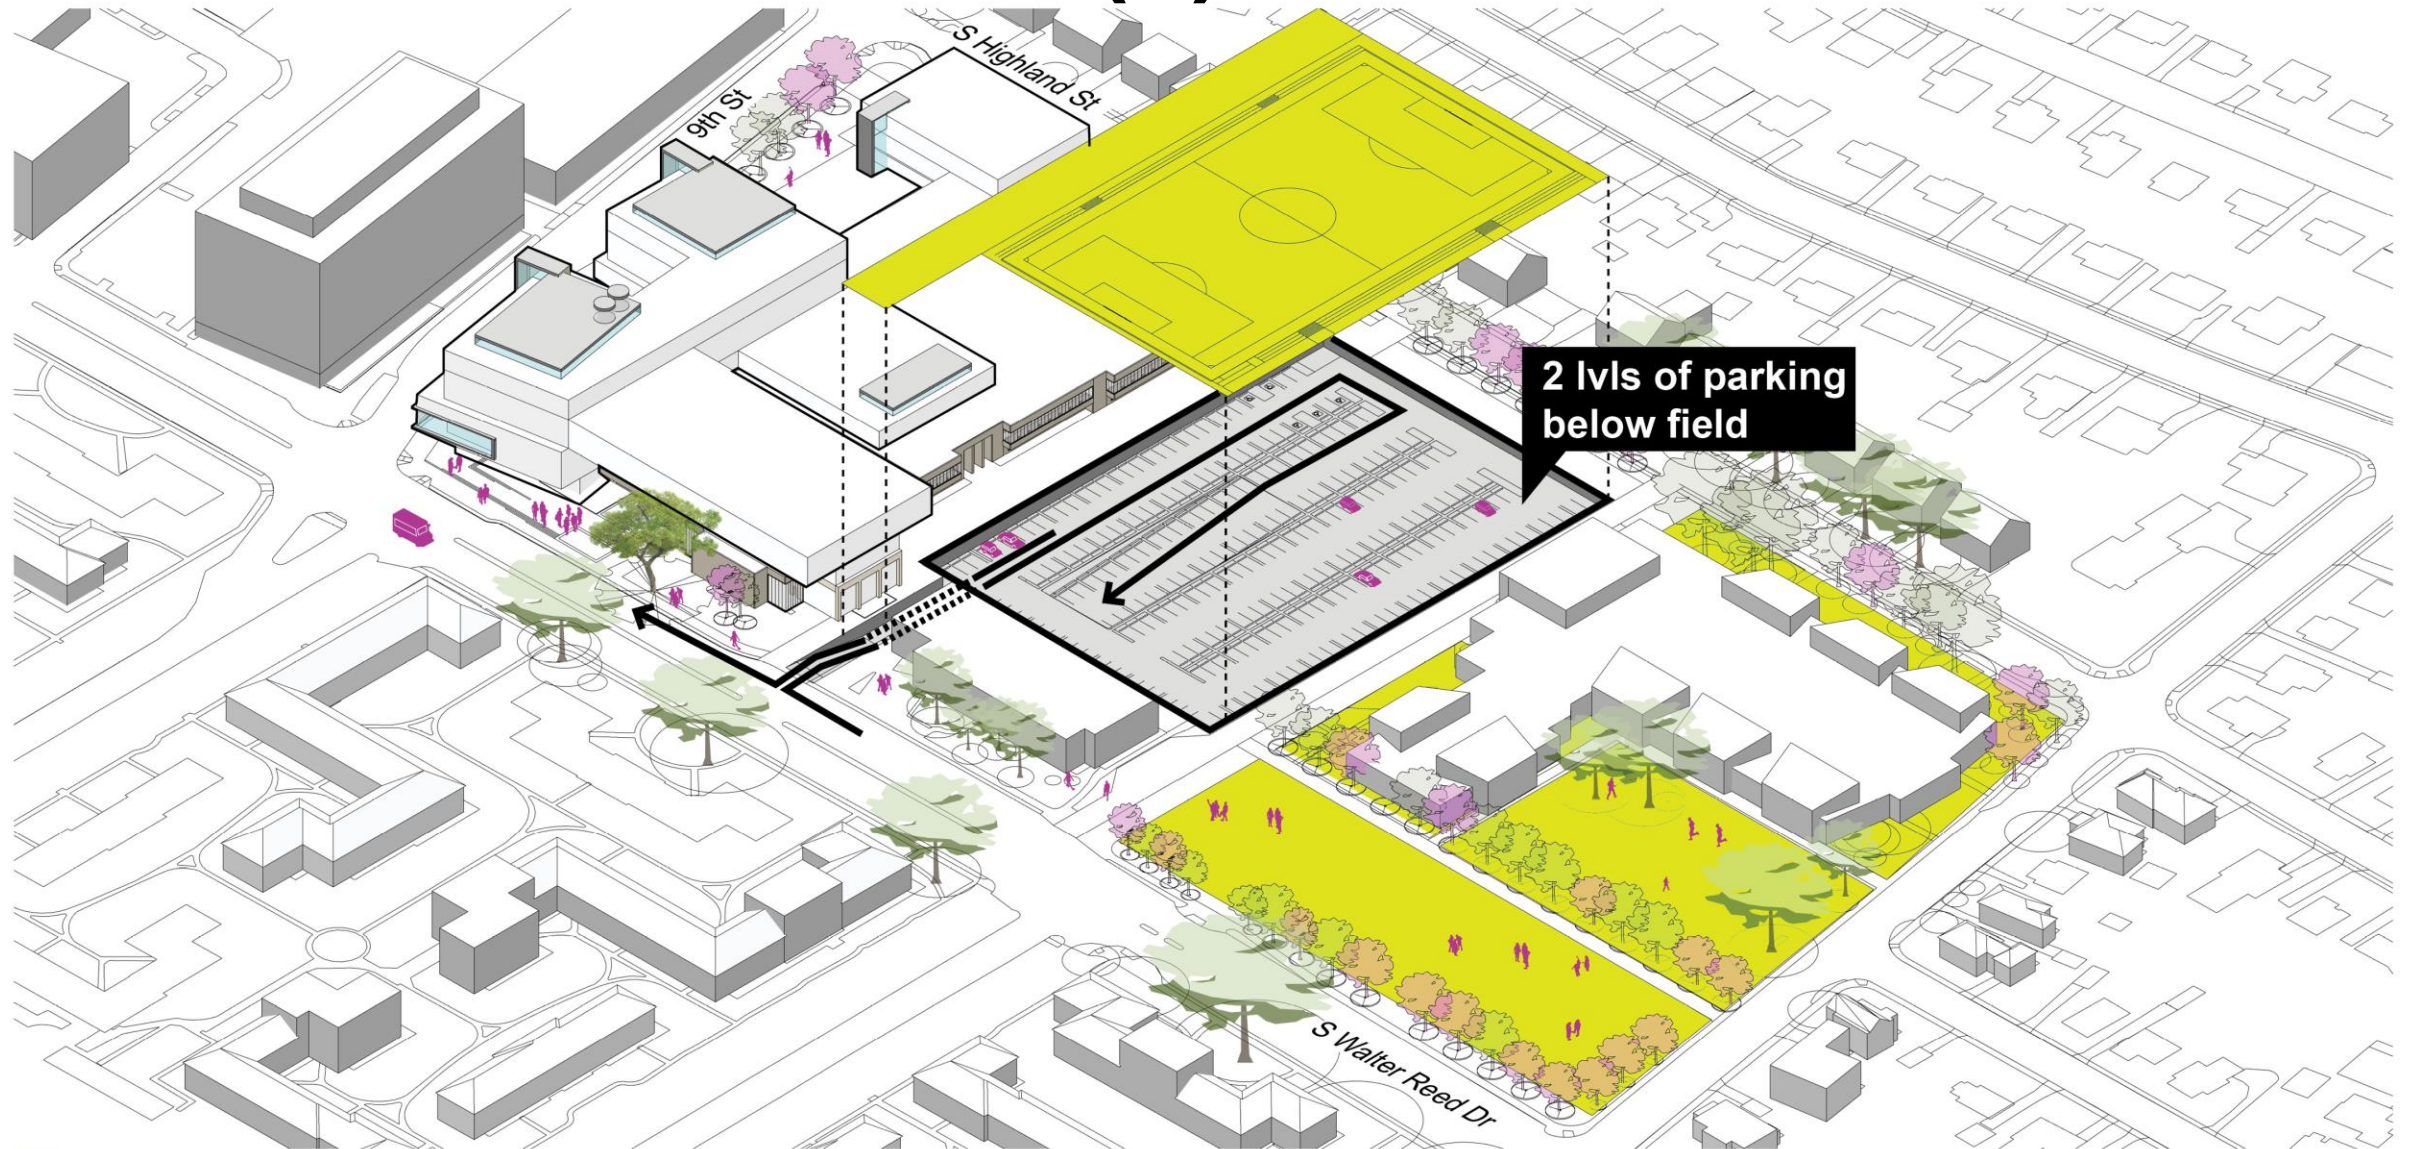 S Highland St
9th St
2 lvls of parking
below field
S Walter Reed Dr